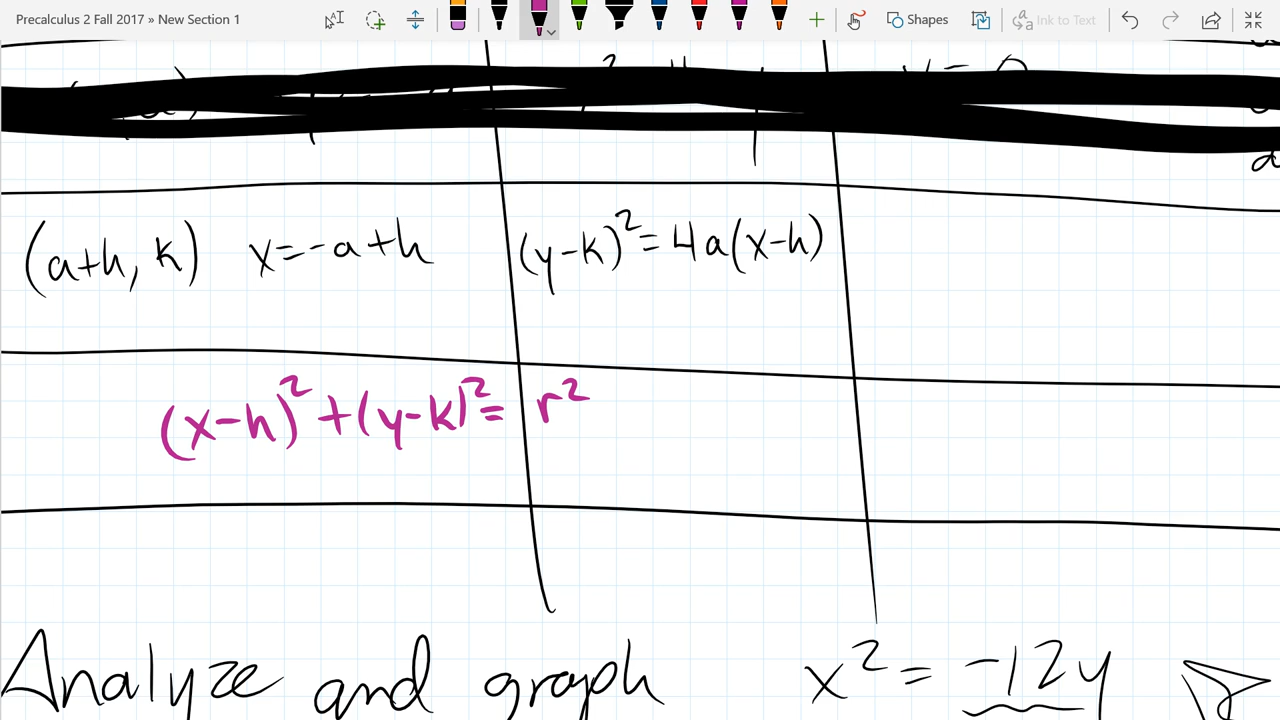 Precalculus 2 Fall 2017 » New Section 1
Shapes
Ink to Text
(a+h, k) x=-a+h (y-k)²=4a(x-h)
(x-h)²+(y-k)²= r²
Analyze and graph x²= -12y